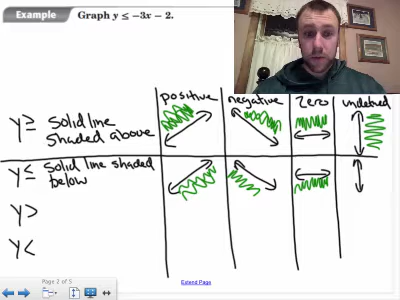 Example Graph y ≤ −3x − 2.
positive negative zero undefined
y ≥ solid line
shaded above
y ≤ solid line shaded
below
y >
y <
Page 2 of 5
Extend Page